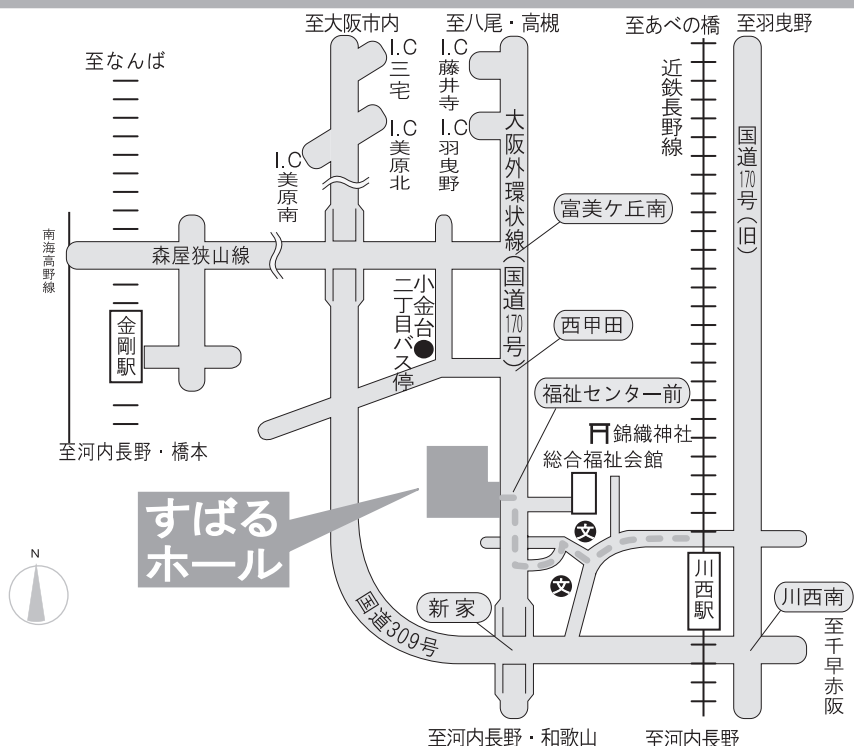 至大阪市内
至八尾・高槻
至あべの橋
至羽曳野
至なんば
I.C三宅
I.C藤井寺
近鉄長野線
I.C美原北
I.C羽曳野
I.C美原南
大阪外環状線(国道170号)
国道170号(旧)
富美ケ丘南
南海高野線
森屋狭山線
小金台
二丁目バス停
金剛駅
西甲田
福祉センター前
錦織神社
至河内長野・橋本
総合福祉会館
すばる
ホール
文
N
文
川西駅
新家
川西南
国道309号
至千早赤阪
至河内長野・和歌山
至河内長野